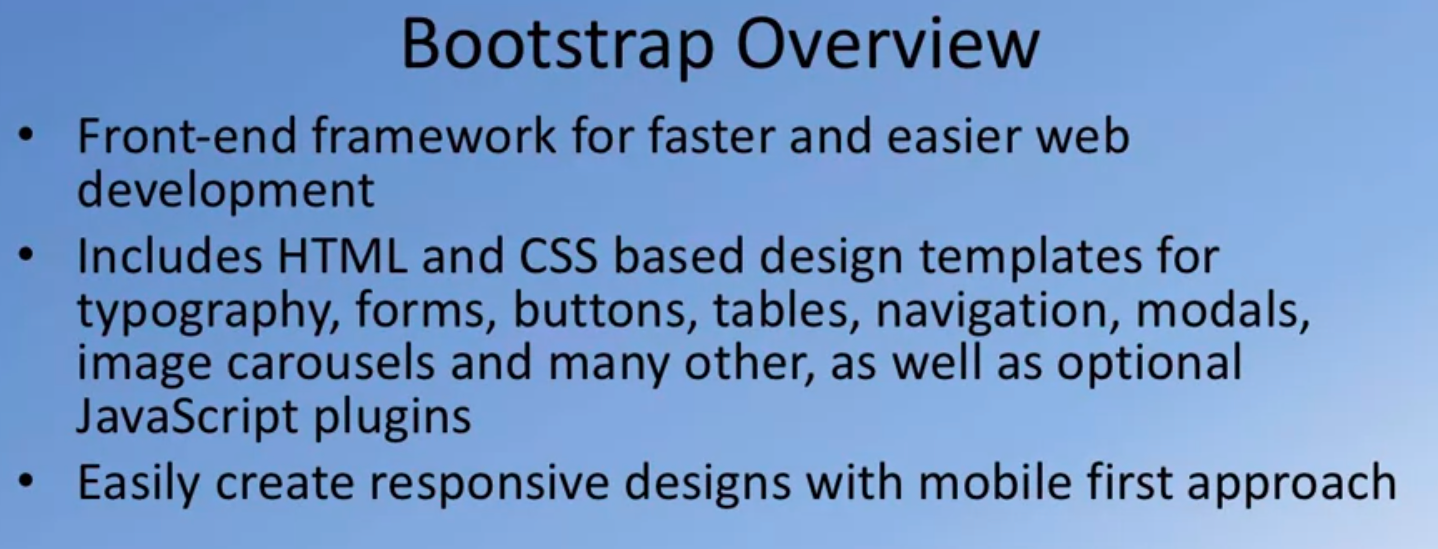 Bootstrap Overview
• Front-end framework for faster and easier web
development
• Includes HTML and CSS based design templates for
typography, forms, buttons, tables, navigation, modals,
image carousels and many other, as well as optional
JavaScript plugins
• Easily create responsive designs with mobile first approach